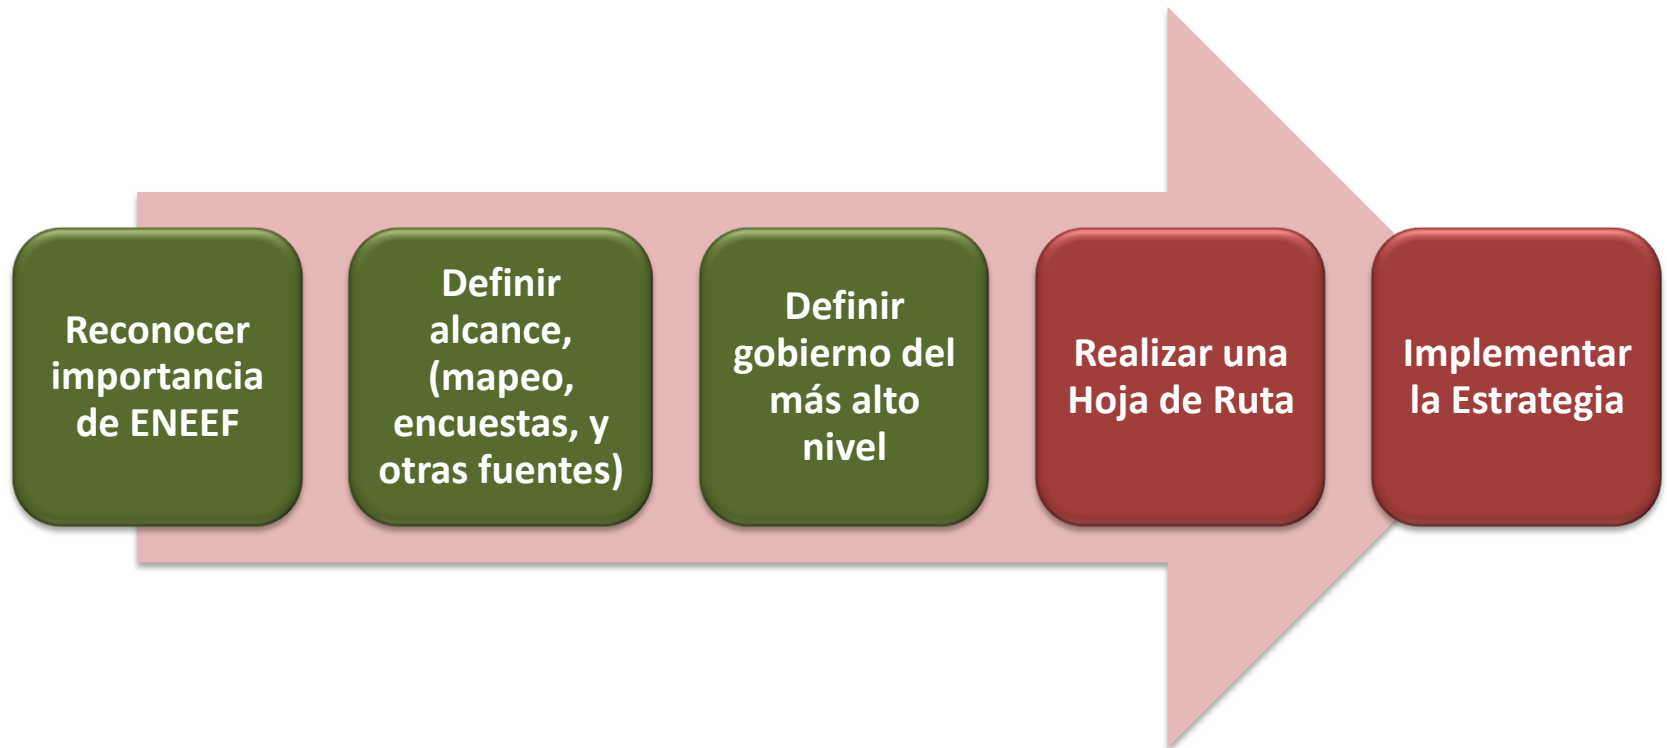 Reconocer
importancia
de ENEEF
Definir
alcance,
(mapeo,
encuestas, y
otras fuentes)
Definir
gobierno del
más alto
nivel
Realizar una
Hoja de Ruta
Implementar
la Estrategia